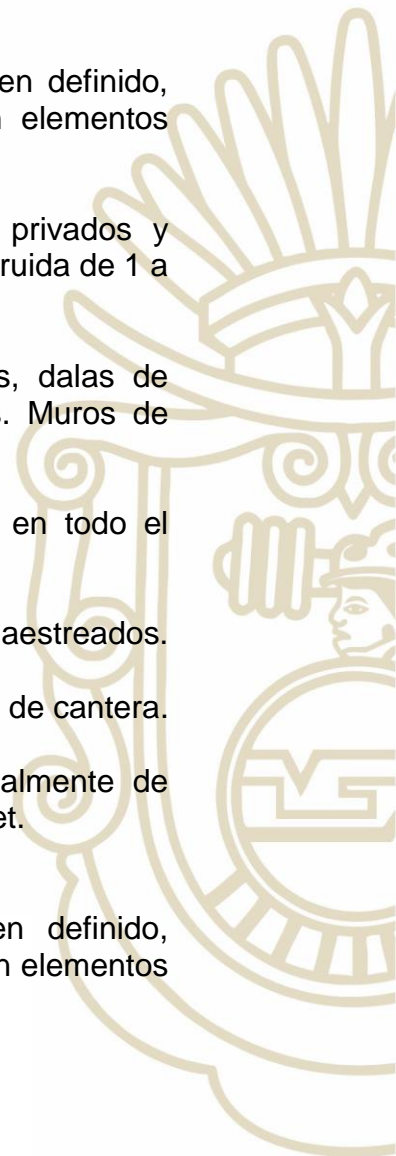 en definido,
n elementos
privados y
ruida de 1 a
s, dalas de
s. Muros de
en todo el
aestreados.
de cantera.
almente de
et.
en definido,
n elementos